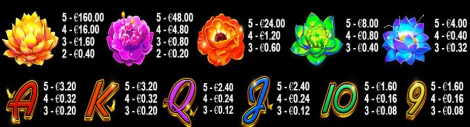 5 - €160.00
4 - €16.00
3 - €1.60
2 - €0.40
5 - €48.00
4 - €4.80
3 - €0.80
2 - €0.20
5 - €24.00
4 - €1.20
3 - €0.60
5 - €8.00
4 - €0.80
3 - €0.40
5 - €4.00
4 - €0.40
3 - €0.32
A
5 - €3.20
4 - €0.32
3 - €0.20
K
5 - €3.20
4 - €0.32
3 - €0.20
Q
5 - €2.40
4 - €0.24
3 - €0.12
J
5 - €2.40
4 - €0.24
3 - €0.12
10
5 - €1.60
4 - €0.16
3 - €0.08
9
5 - €1.60
4 - €0.16
3 - €0.08